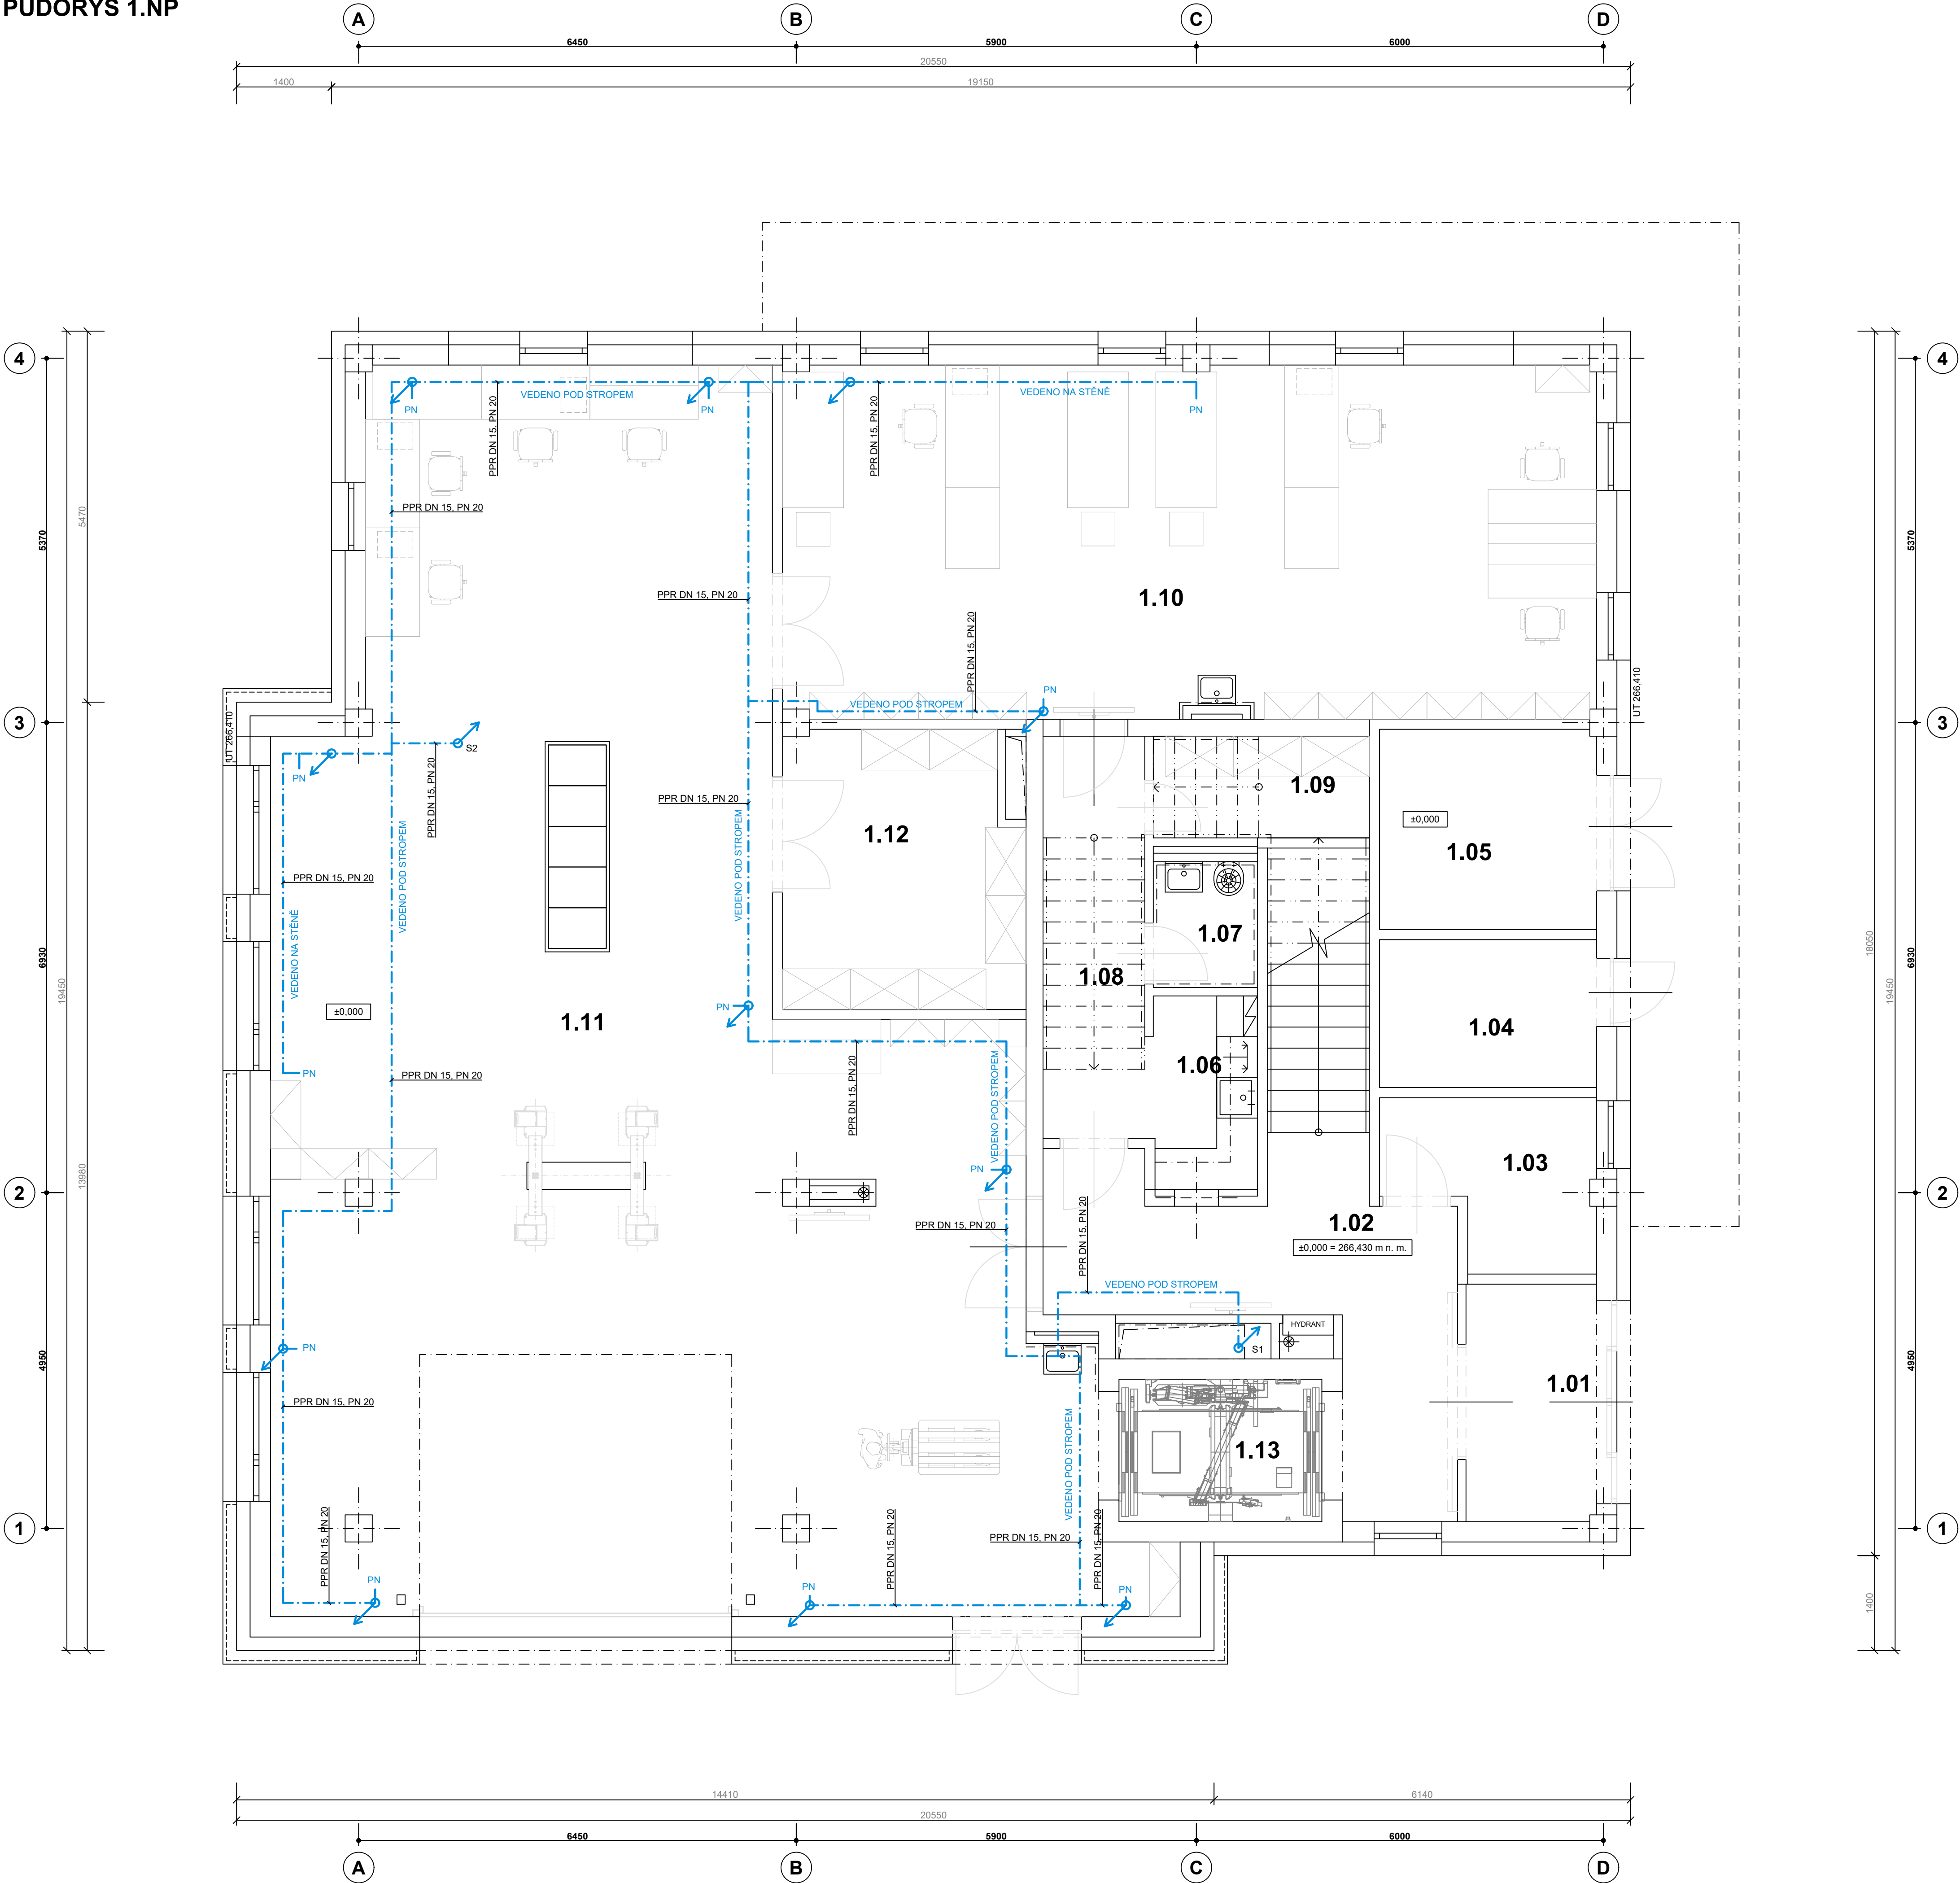 PŮDORYS 1.NP
A
B
C
D
6450
5900
6000
20550
1400
19150
4
4
PN
VEDENO POD STROPEM
PN
VEDENO NA STĚNĚ
PN
PPR DN 15, PN 20
PPR DN 15, PN 20
PPR DN 15, PN 20
5470
5370
5370
PPR DN 15, PN 20
1.10
PPR DN 15, PN 20
UT 266,410
UT 266,410
PN
VEDENO POD STROPEM
3
3
S2
PN
PPR DN 15, PN 20
PPR DN 15, PN 20
1.09
±0,000
1.12
1.05
VEDENO POD STROPEM
VEDENO POD STROPEM
PPR DN 15, PN 20
VEDENO NA STĚNĚ
1.07
6930
19450
18050
6930
19450
1.08
PN
±0,000
1.11
1.04
1.06
PN
PPR DN 15, PN 20
PPR DN 15, PN 20
VEDENO POD STROPEM
13980
PN
1.03
2
2
PPR DN 15, PN 20
PPR DN 15, PN 20
1.02
±0,000 = 266,430 m n. m.
VEDENO POD STROPEM
HYDRANT
PN
S1
4950
4950
1.01
PPR DN 15, PN 20
VEDENO POD STROPEM
1.13
1
1
PPR DN 15, PN 20
PPR DN 15, PN 20
PPR DN 15, PN 20
PPR DN 15, PN 20
PN
PN
PN
1400
14410
6140
20550
6450
5900
6000
A
B
C
D